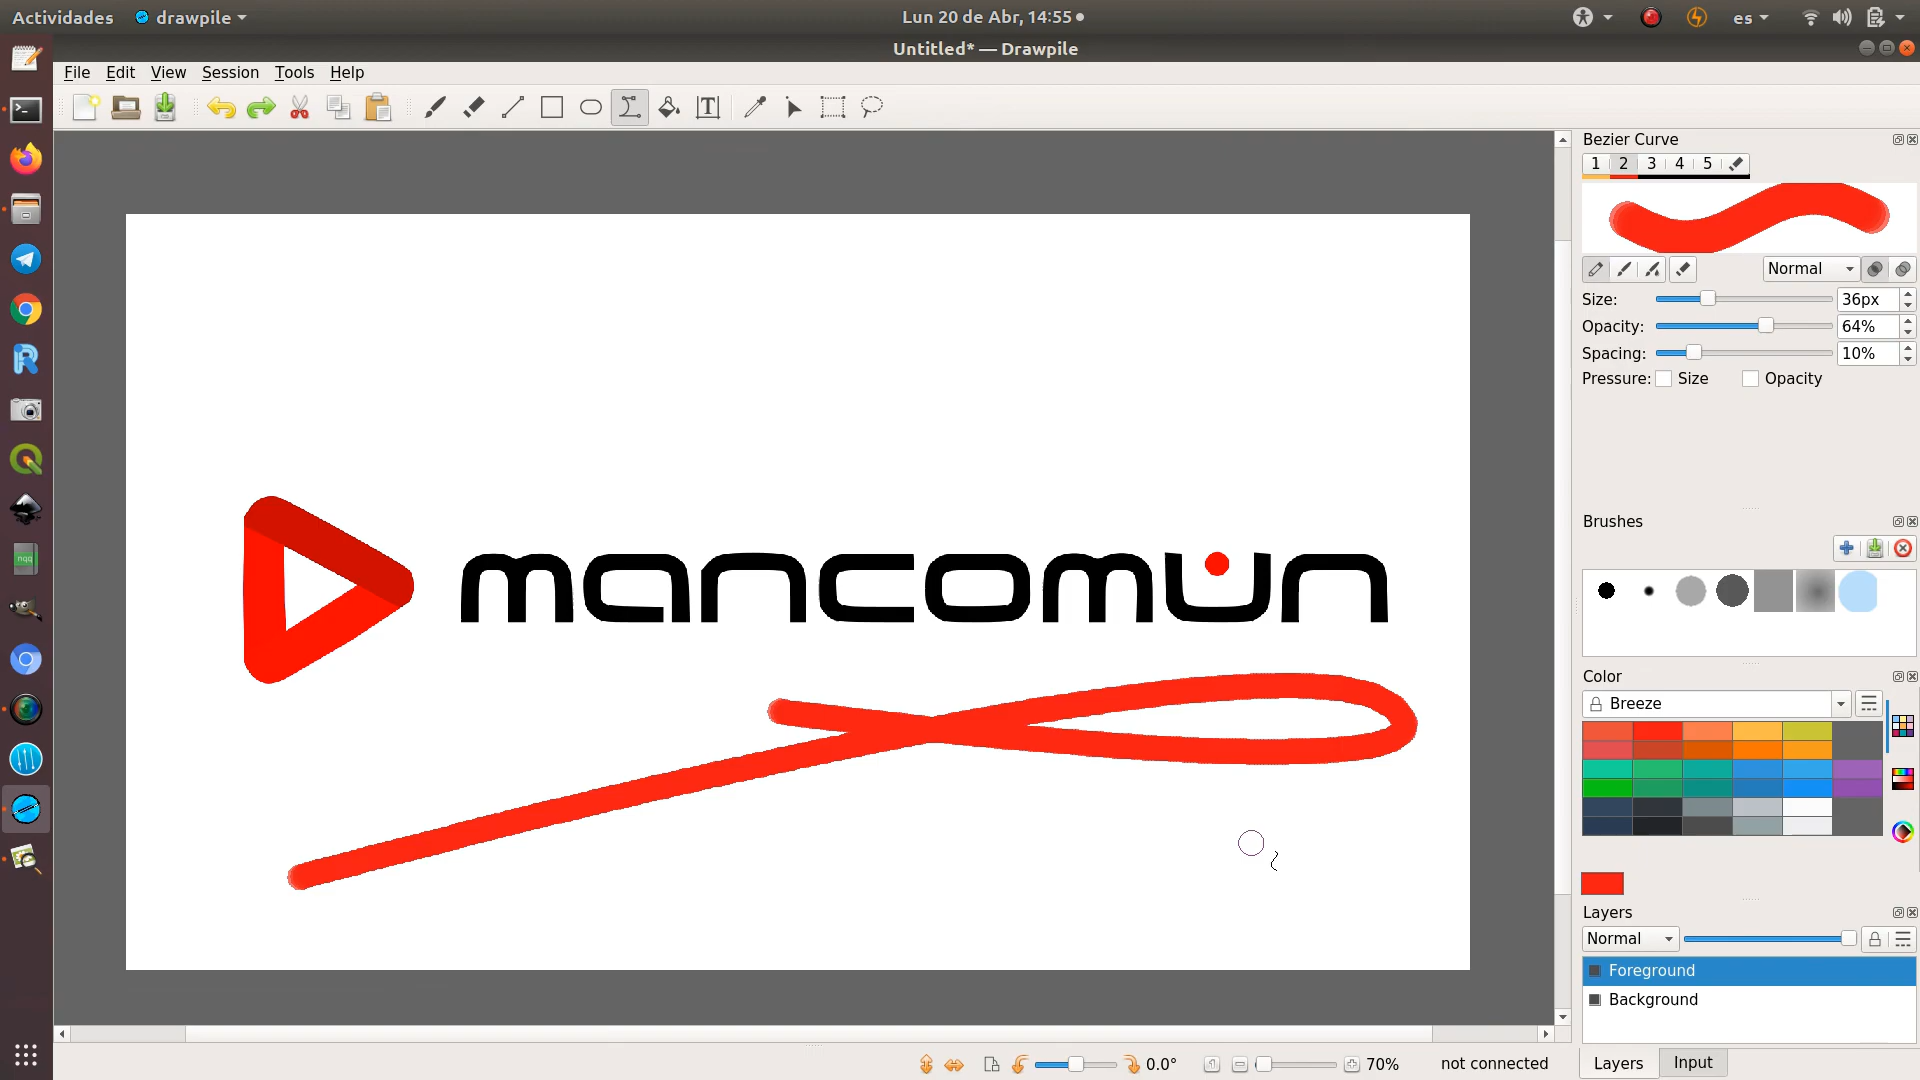 Actividades drawpile Lun 20 de Abr, 14:55 es
Untitled* — Drawpile
File Edit View Session Tools Help
T
Bezier Curve
1 2 3 4 5
Normal
Size: 36px
Opacity: 64%
Spacing: 10%
Pressure: Size Opacity
Brushes
Color
Breeze
mancomun
Layers
Normal
Foreground
Background
0.0° 70% not connected Layers Input